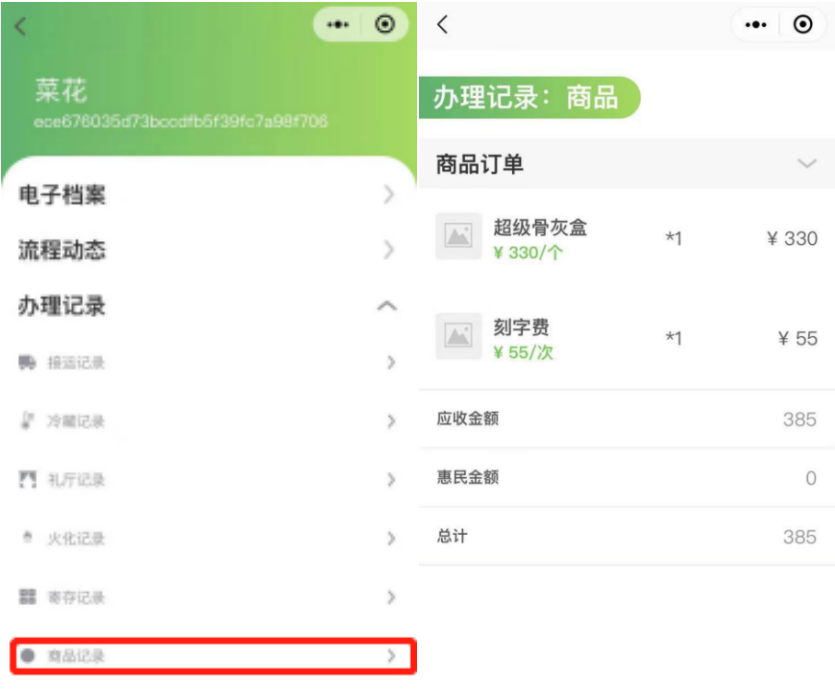 菜花
ece676035d73bccdfb5f39fc7a98f706
电子档案
流程动态
办理记录
接运记录
冷藏记录
礼厅记录
火化记录
寄存记录
商品记录
办理记录：商品
商品订单
超级骨灰盒
¥ 330/个
*1
¥ 330
刻字费
¥ 55/次
*1
¥ 55
应收金额
385
惠民金额
0
总计
385